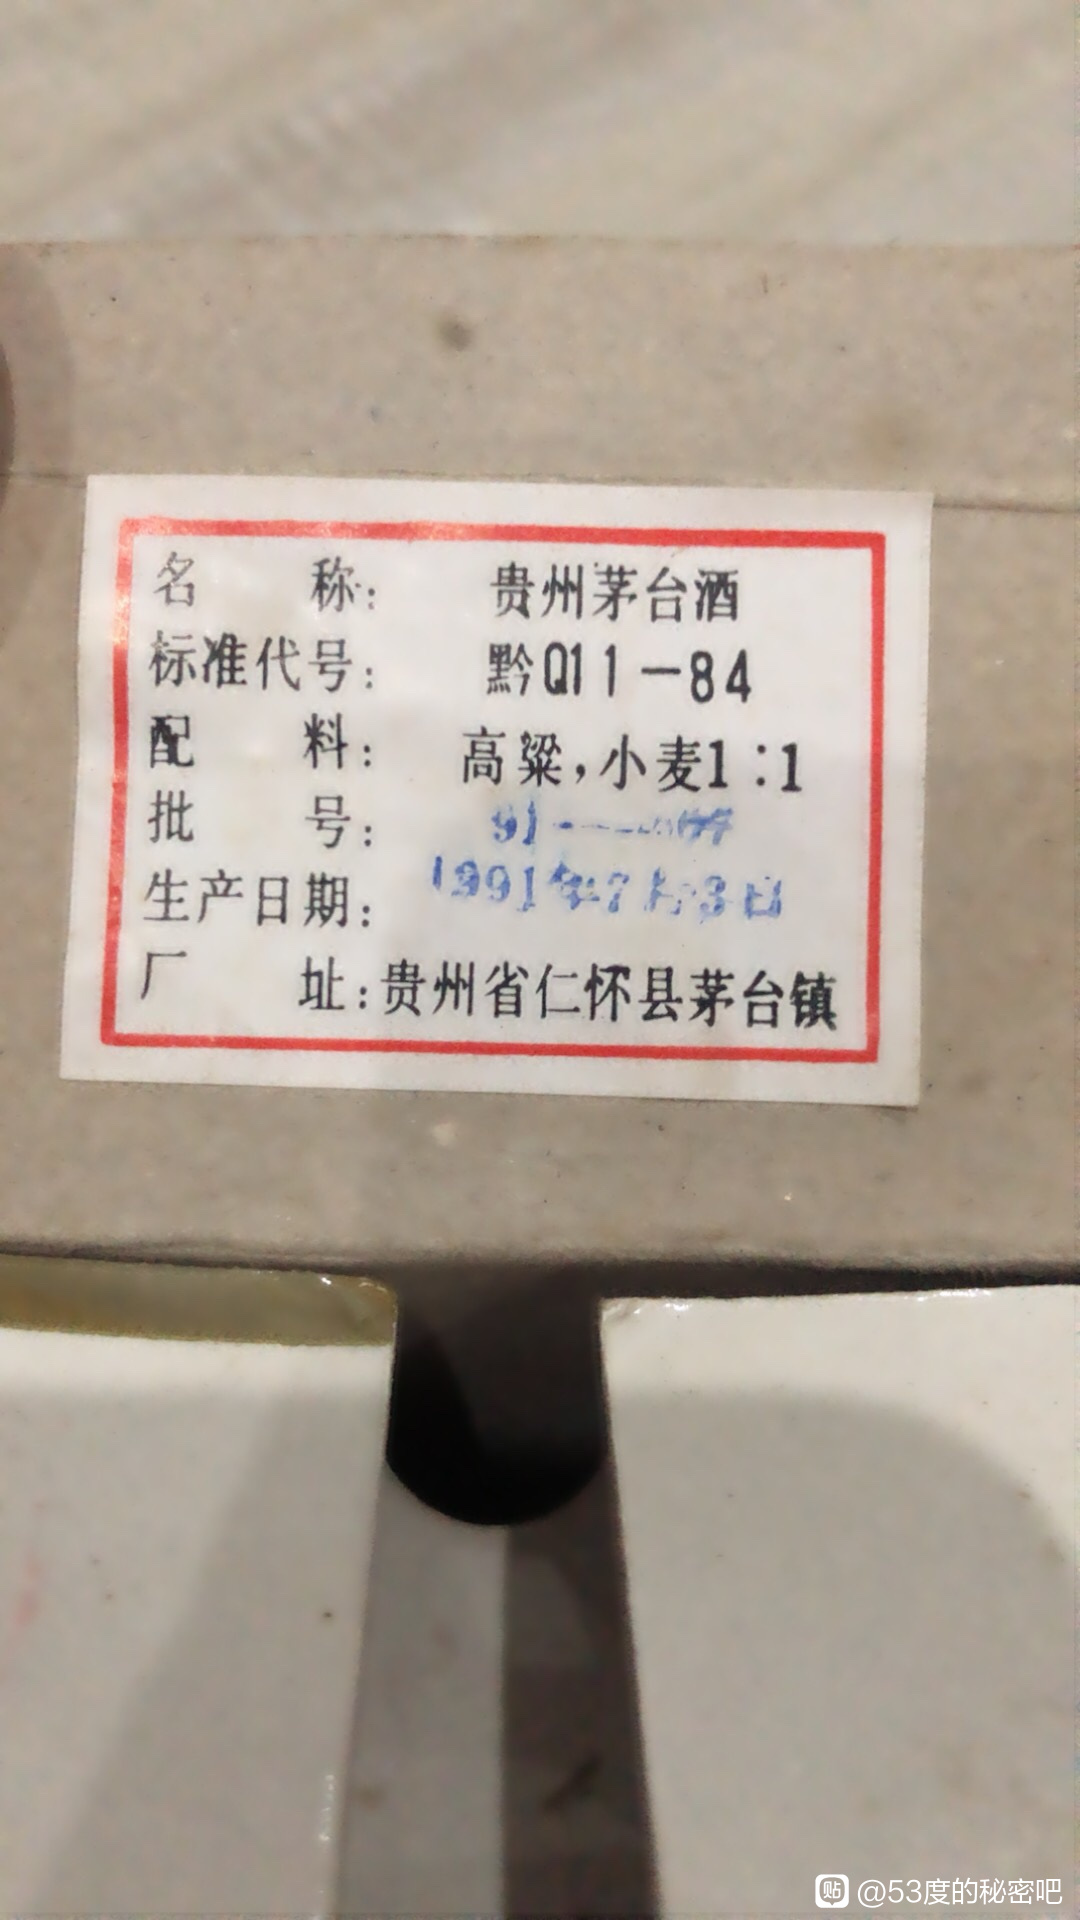 名 称: 贵州茅台酒
标准代号: 黔Q11-84
配 料: 高粱,小麦1:1
批 号: 91-
生产日期: 1991年7月3日
厂 址: 贵州省仁怀县茅台镇
贴 @53度的秘密吧